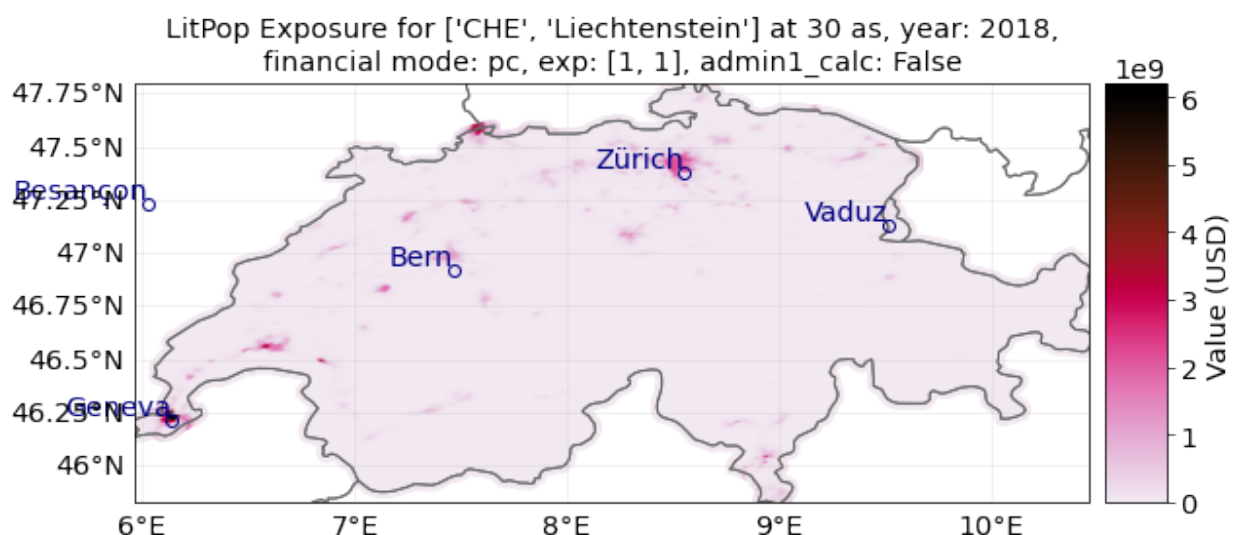 LitPop Exposure for ['CHE', 'Liechtenstein'] at 30 as, year: 2018,
financial mode: pc, exp: [1, 1], admin1_calc: False
1e9
47.75°N
47.5°N
47.25°N
47°N
46.75°N
46.5°N
46.25°N
46°N
Besançon
Zürich
Vaduz
Bern
Geneva
6
5
4
3
2
1
0
Value (USD)
6°E
7°E
8°E
9°E
10°E